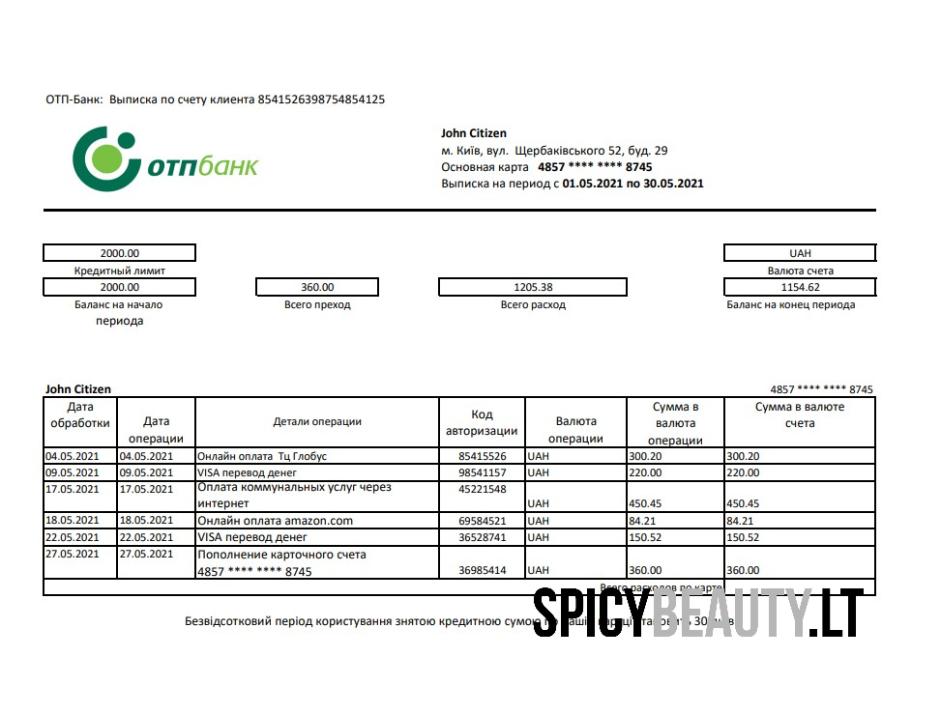 ОТП-Банк: Выписка по счету клиента 8541526398754854125
отпбанк
John Citizen
м. Київ, вул. Щербаківського 52, буд. 29
Основная карта 4857 **** **** 8745
Выписка на период с 01.05.2021 по 30.05.2021
2000.00 UAH
Кредитный лимит Валюта счета
2000.00 360.00 1205.38 1154.62
Баланс на начало Всего преход Всего расход Баланс на конец периода
периода
John Citizen 4857 **** **** 8745
Дата обработки Дата операции Детали операции Код авторизации Валюта операции Сумма в валюта операции Сумма в валюте счета
04.05.2021 04.05.2021 Онлайн оплата Тц Глобус 85415526 UAH 300.20 300.20
09.05.2021 09.05.2021 VISA перевод денег 98541157 UAH 220.00 220.00
17.05.2021 17.05.2021 Оплата коммунальных услуг через 45221548
интернет UAH 450.45 450.45
18.05.2021 18.05.2021 Онлайн оплата amazon.com 69584521 UAH 84.21 84.21
22.05.2021 22.05.2021 VISA перевод денег 36528741 UAH 150.52 150.52
27.05.2021 27.05.2021 Пополнение карточного счета
4857 **** **** 8745 36985414 UAH 360.00 360.00
Всего расходов по карте
SPICYBEAUTY.LT
Безвідсотковий період користування знятою кредитною сумою 30